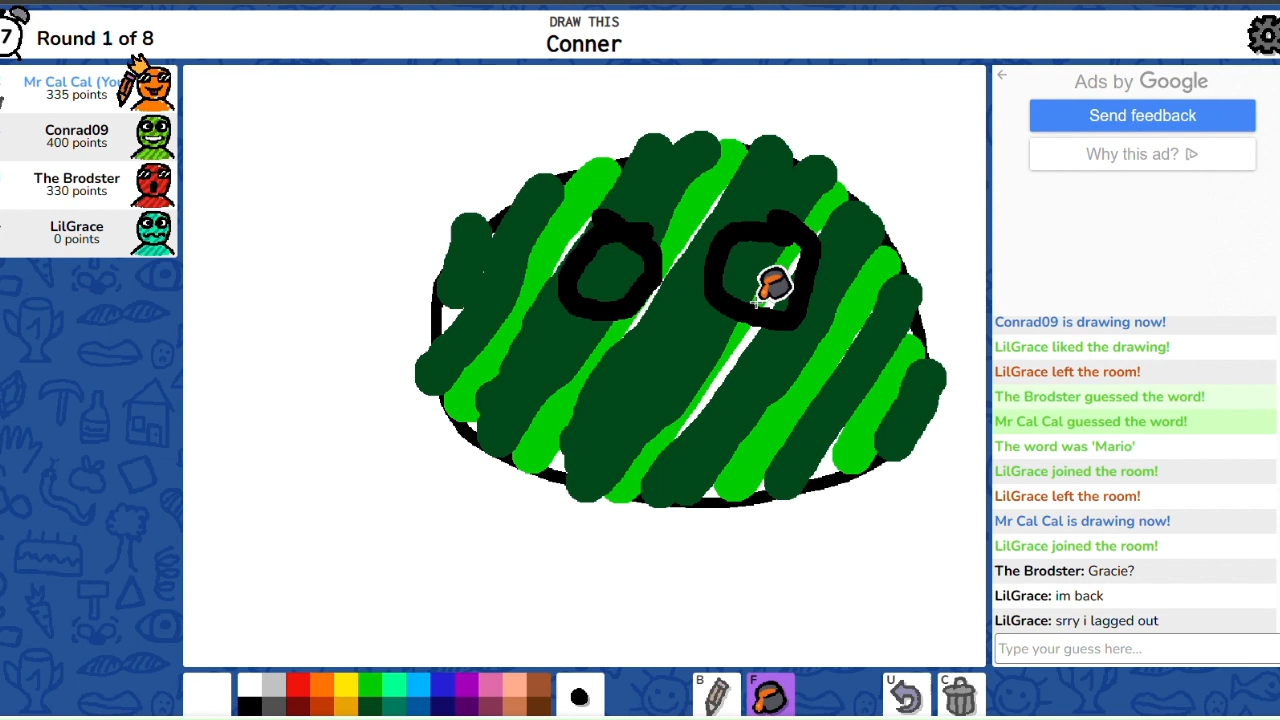 DRAW THIS
Conner
7
Round 1 of 8
Mr Cal Cal (You
335 points
Conrad09
400 points
The Brodster
330 points
LilGrace
0 points
Ads by Google
Send feedback
Why this ad?
Conrad09 is drawing now!
LilGrace liked the drawing!
LilGrace left the room!
The Brodster guessed the word!
Mr Cal Cal guessed the word!
The word was 'Mario'
LilGrace joined the room!
LilGrace left the room!
Mr Cal Cal is drawing now!
LilGrace joined the room!
The Brodster: Gracie?
LilGrace: im back
LilGrace: srry i lagged out
Type your guess here...
B
F
U
C